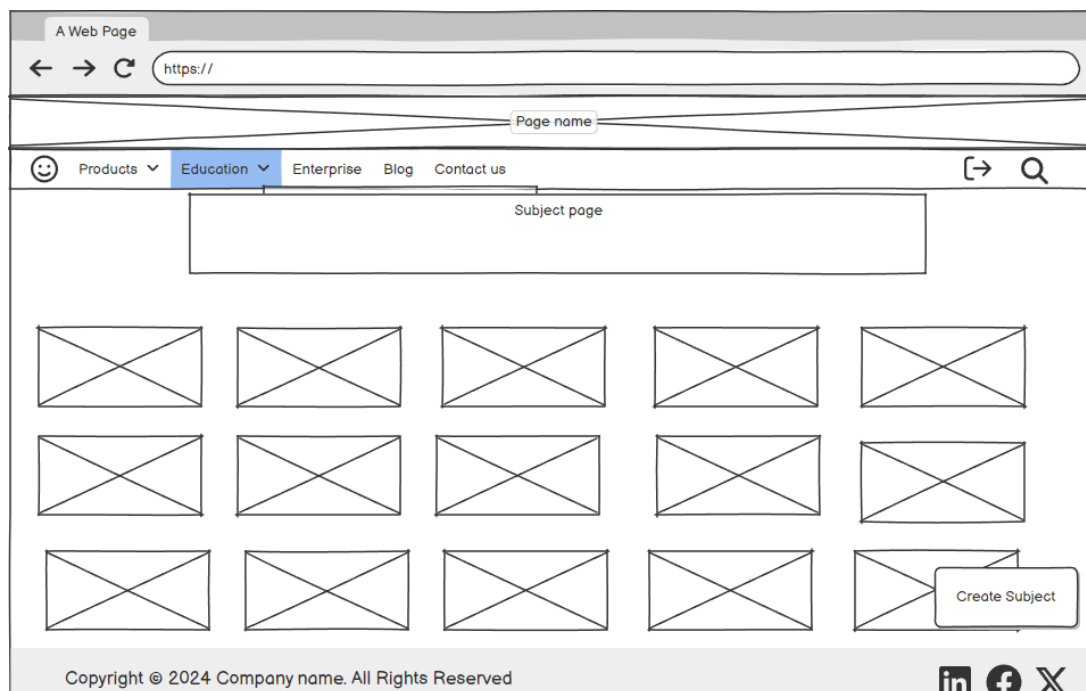 A Web Page
https://
Page name
Products Education Enterprise Blog Contact us
Subject page
Create Subject
Copyright © 2024 Company name. All Rights Reserved